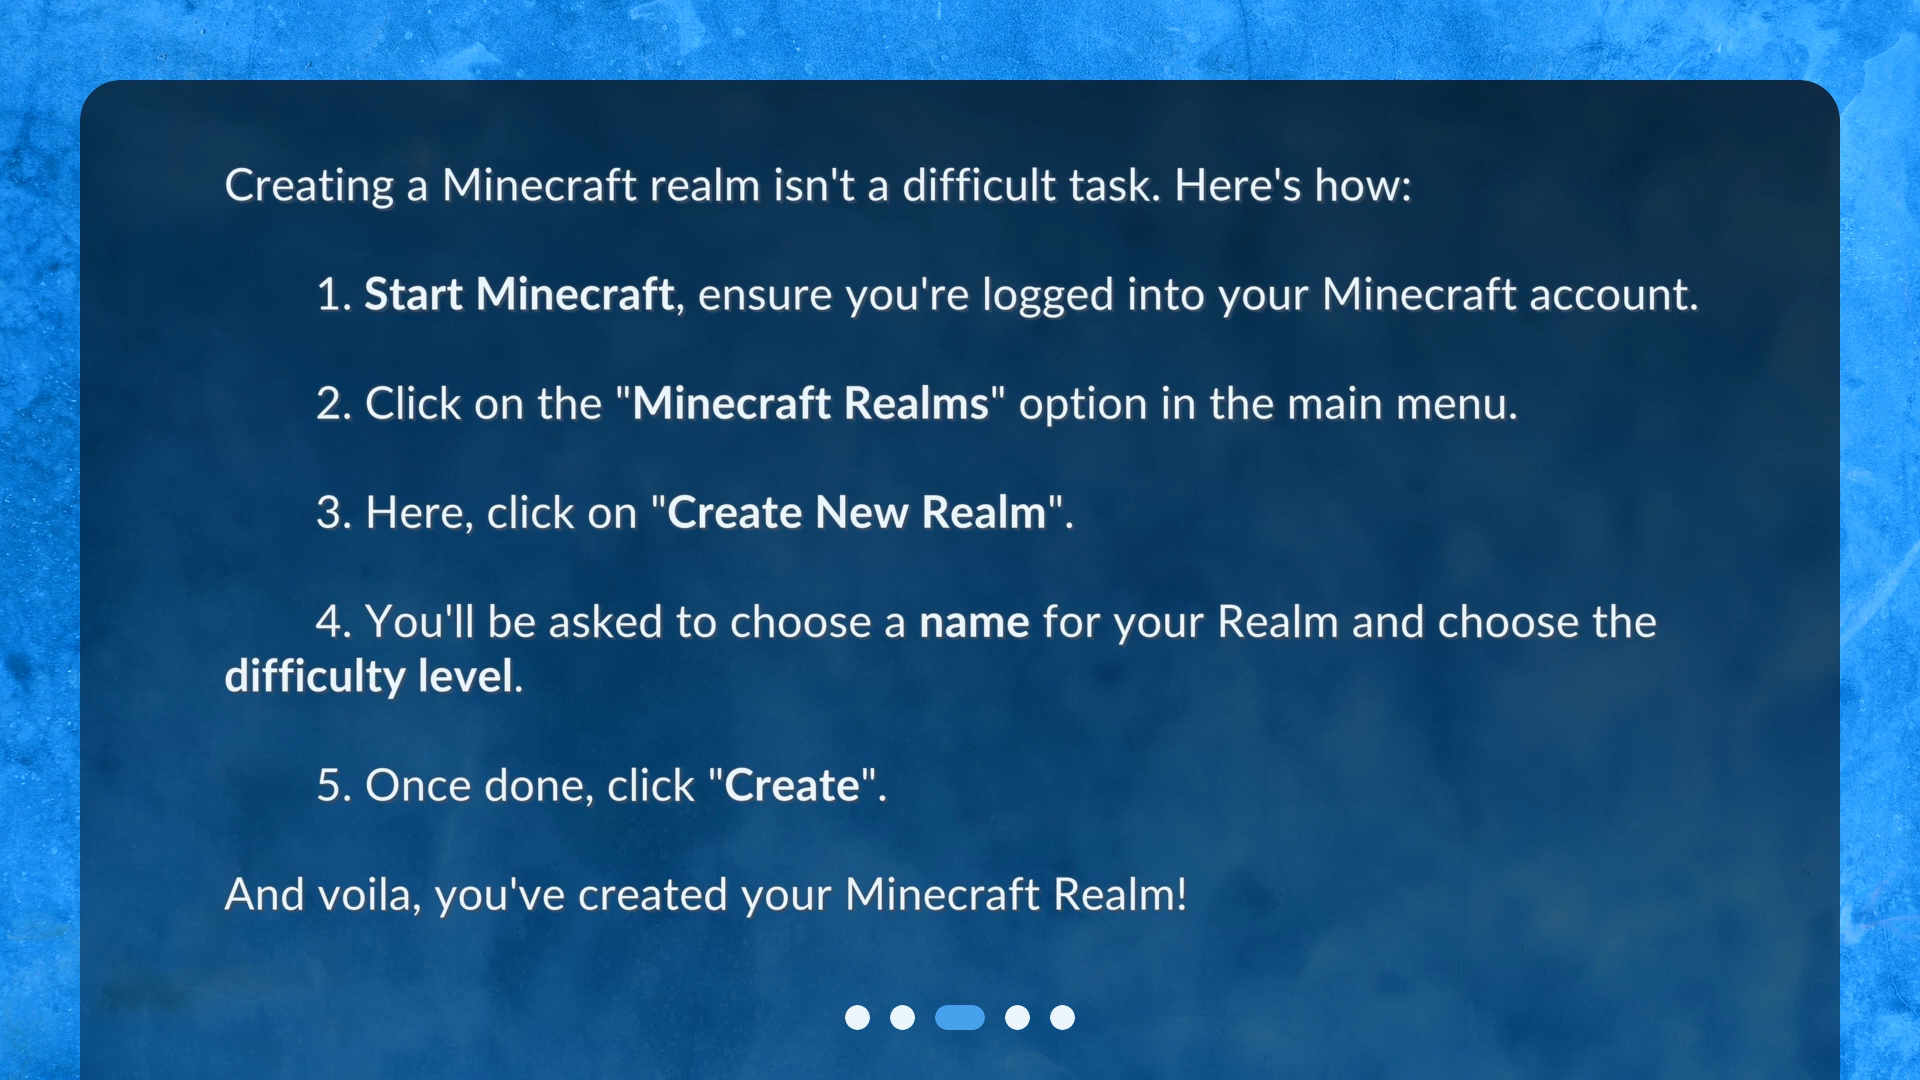 Creating a Minecraft realm isn't a difficult task. Here's how:
1. Start Minecraft, ensure you're logged into your Minecraft account.
2. Click on the "Minecraft Realms" option in the main menu.
3. Here, click on "Create New Realm".
4. You'll be asked to choose a name for your Realm and choose the
difficulty level.
5. Once done, click "Create".
And voila, you've created your Minecraft Realm!